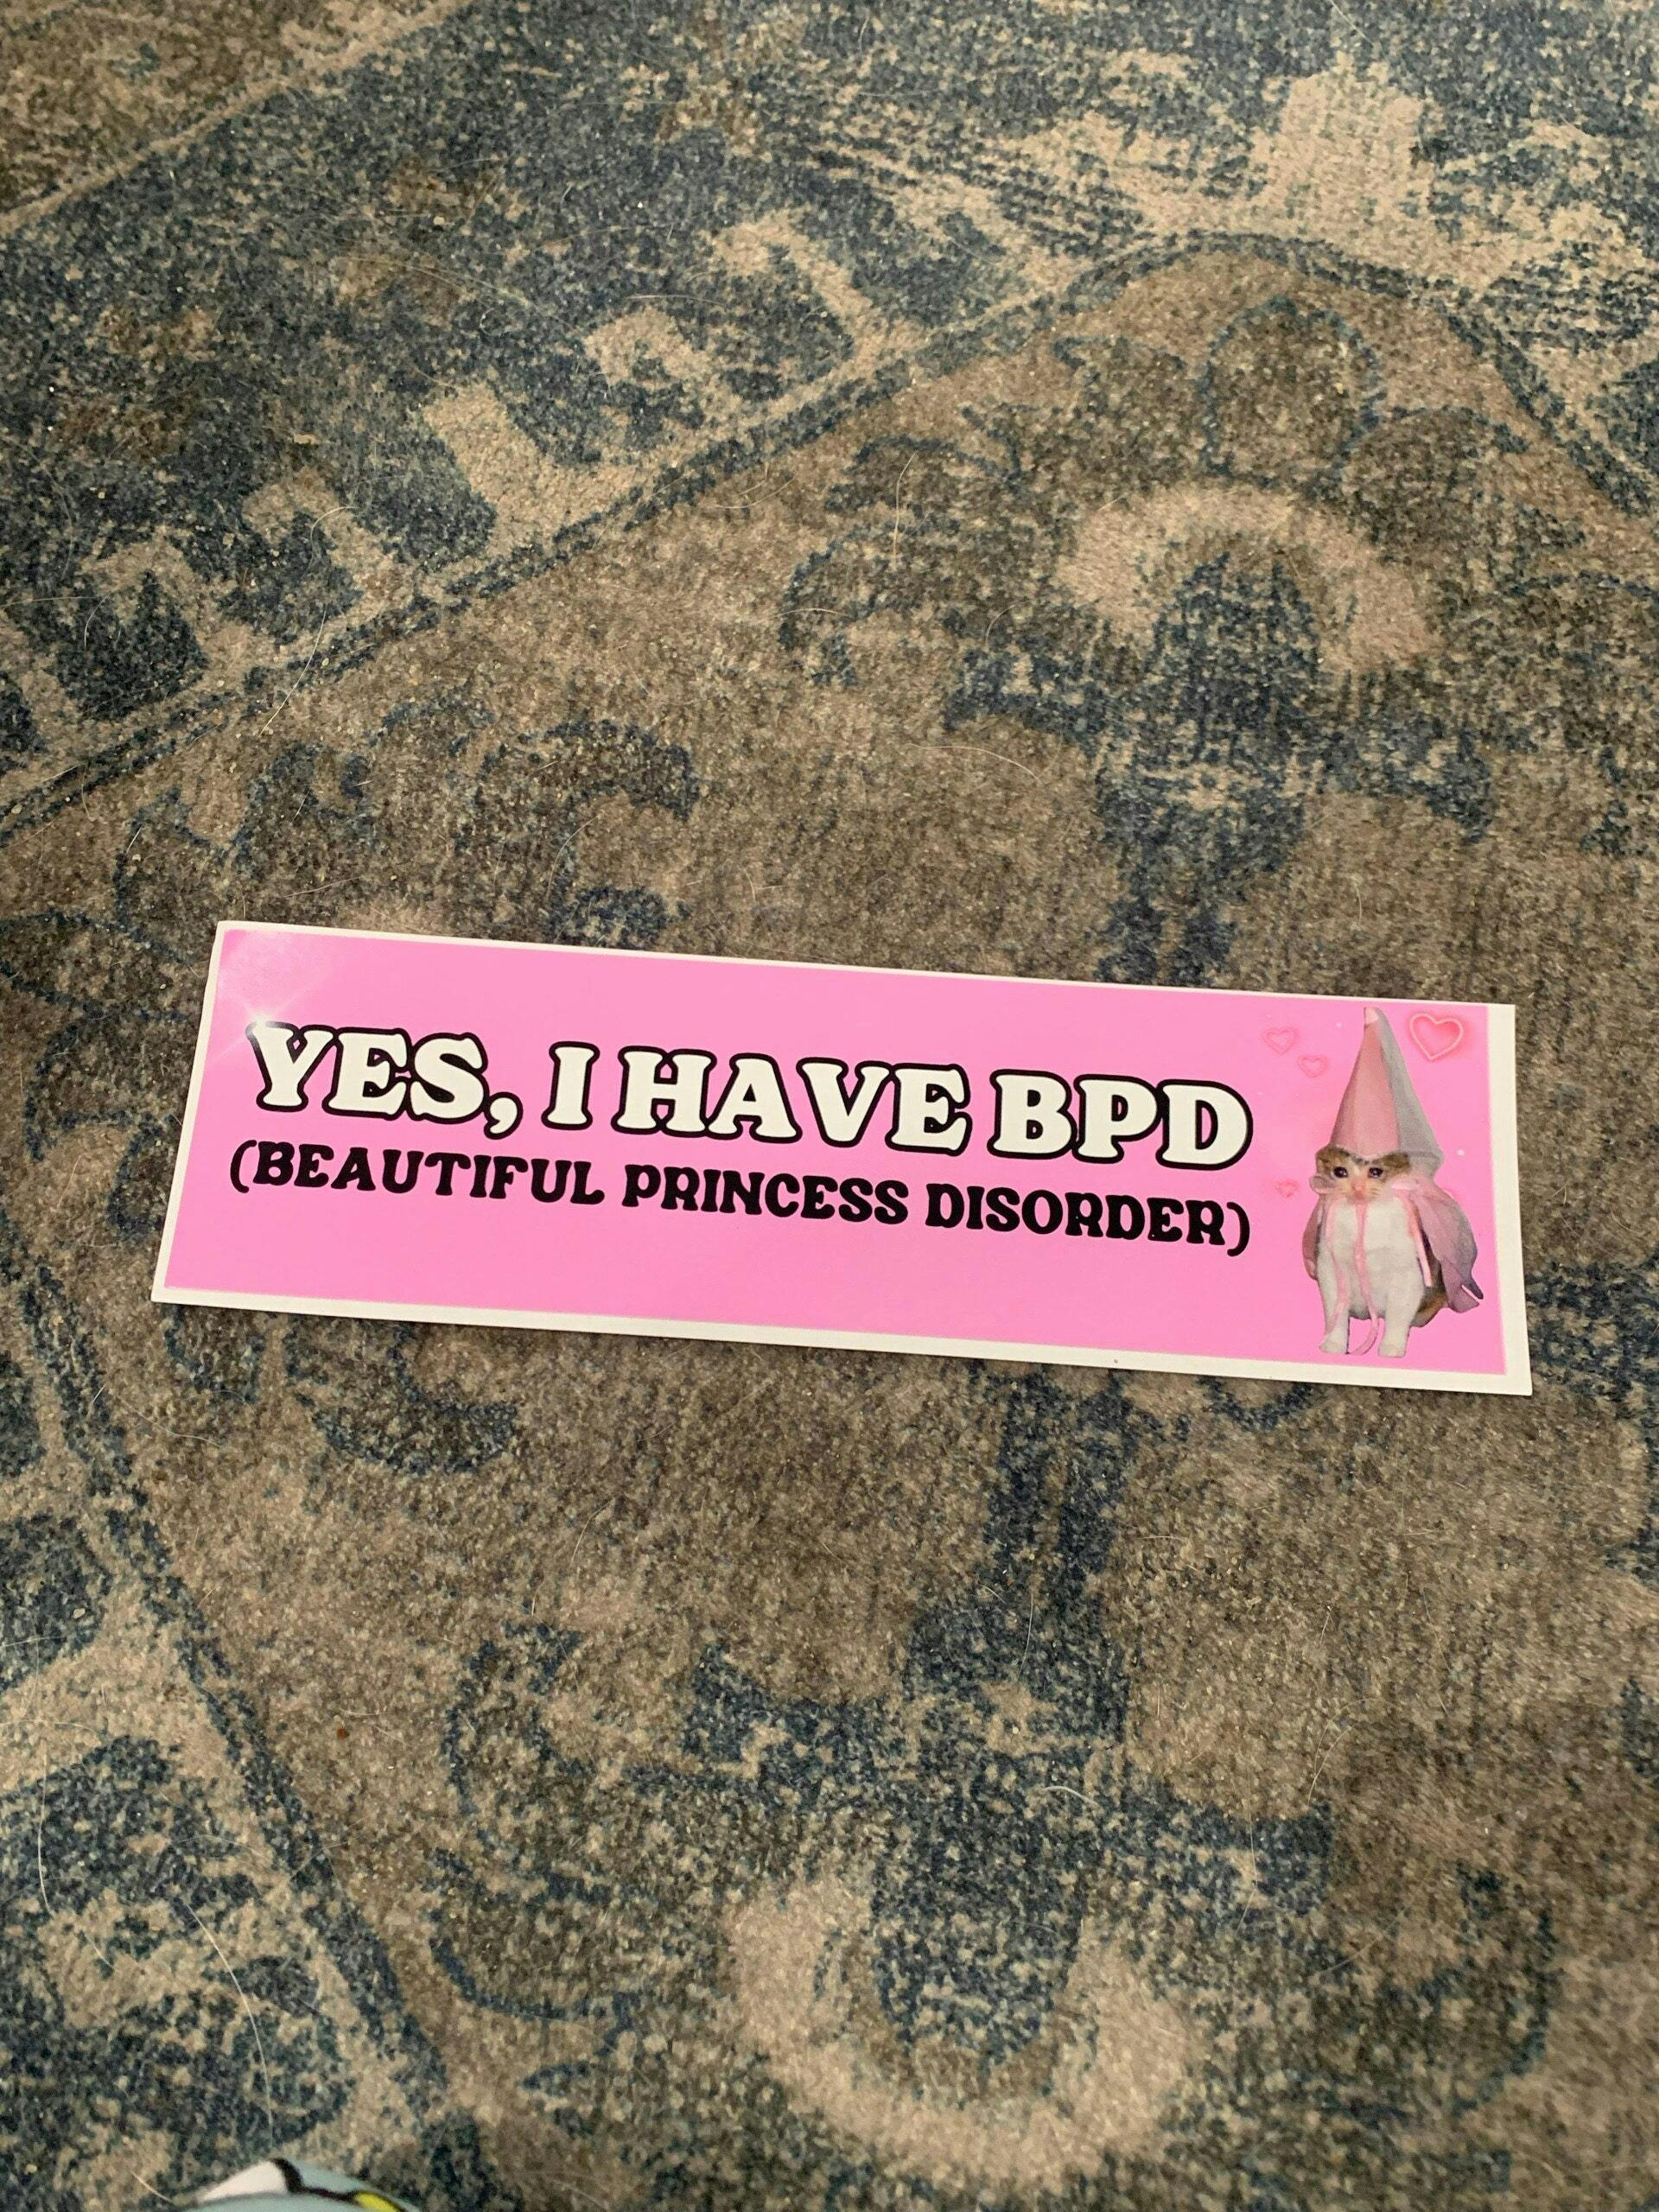 YES, I HAVE BPD
(BEAUTIFUL PRINCESS DISORDER)